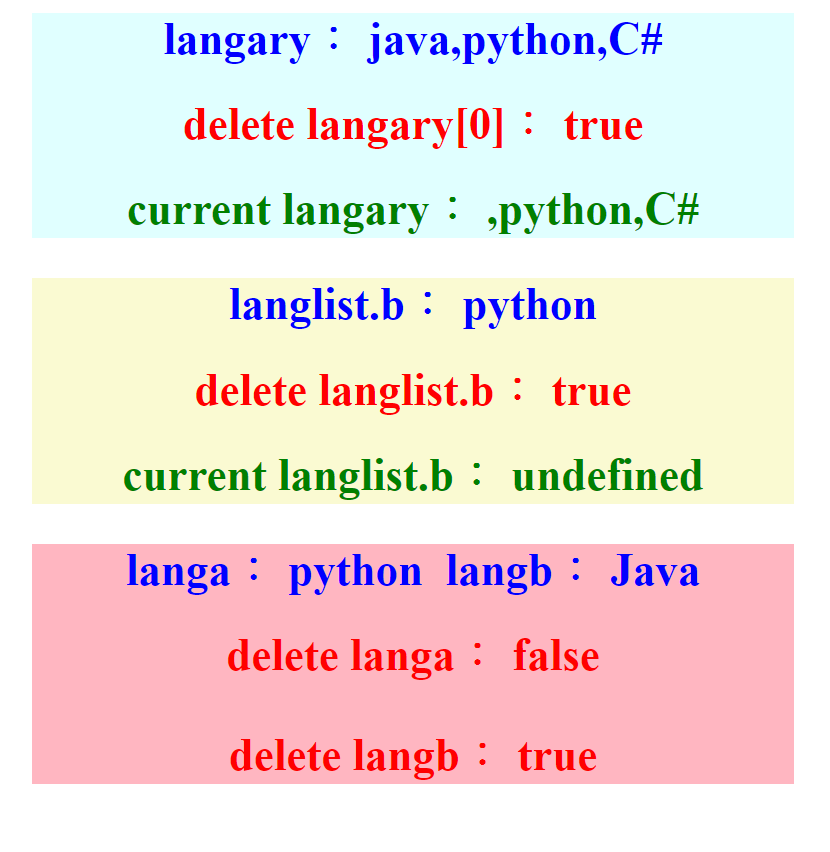 langary： java,python,C#
delete langary[0]： true
current langary： ,python,C#
langlist.b： python
delete langlist.b： true
current langlist.b： undefined
langa： python langb： Java
delete langa： false
delete langb： true